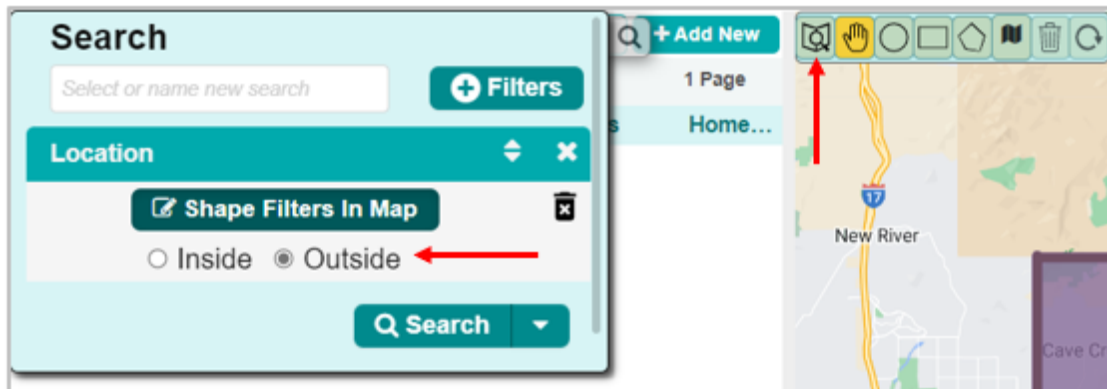 Search
Select or name new search
Filters
Location
Shape Filters In Map
Inside
Outside
Search
+ Add New
1 Page
s
Home...
17
New River
Cave Cr